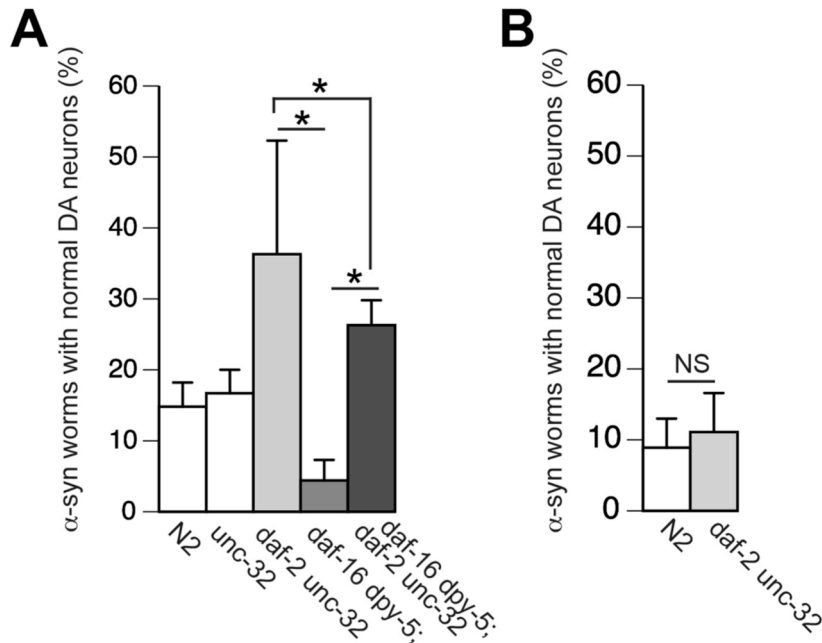 A
α-syn worms with normal DA neurons (%)
60
50
40
30
20
10
0
*
*
*
N2
unc-32
daf-2 unc-32
daf-16 dpy-5;
daf-16 dpy-5;
daf-2 unc-32
B
α-syn worms with normal DA neurons (%)
60
50
40
30
20
10
0
NS
N2
daf-2 unc-32